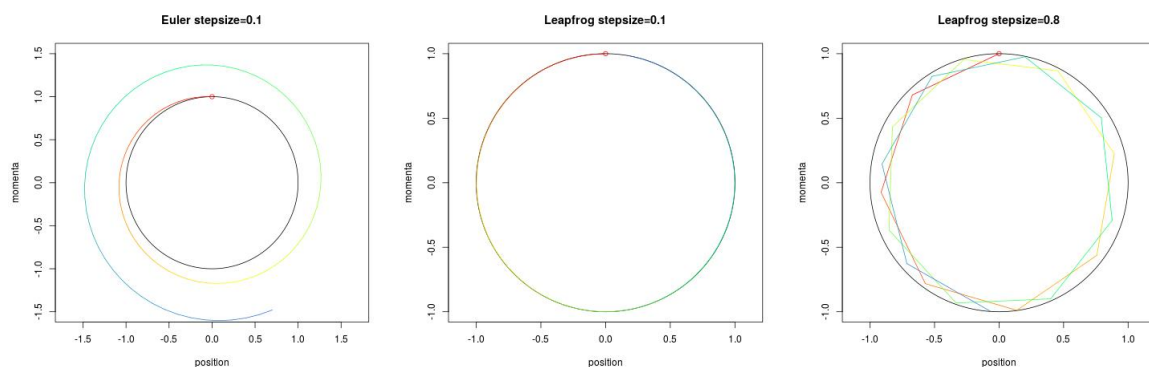 Euler stepsize=0.1
momenta
1.5
1.0
0.5
0.0
-0.5
-1.0
-1.5
-1.5 -1.0 -0.5 0.0 0.5 1.0 1.5
position
Leapfrog stepsize=0.1
momenta
1.0
0.5
0.0
-0.5
-1.0
-1.0 -0.5 0.0 0.5 1.0
position
Leapfrog stepsize=0.8
momenta
1.0
0.5
0.0
-0.5
-1.0
-1.0 -0.5 0.0 0.5 1.0
position